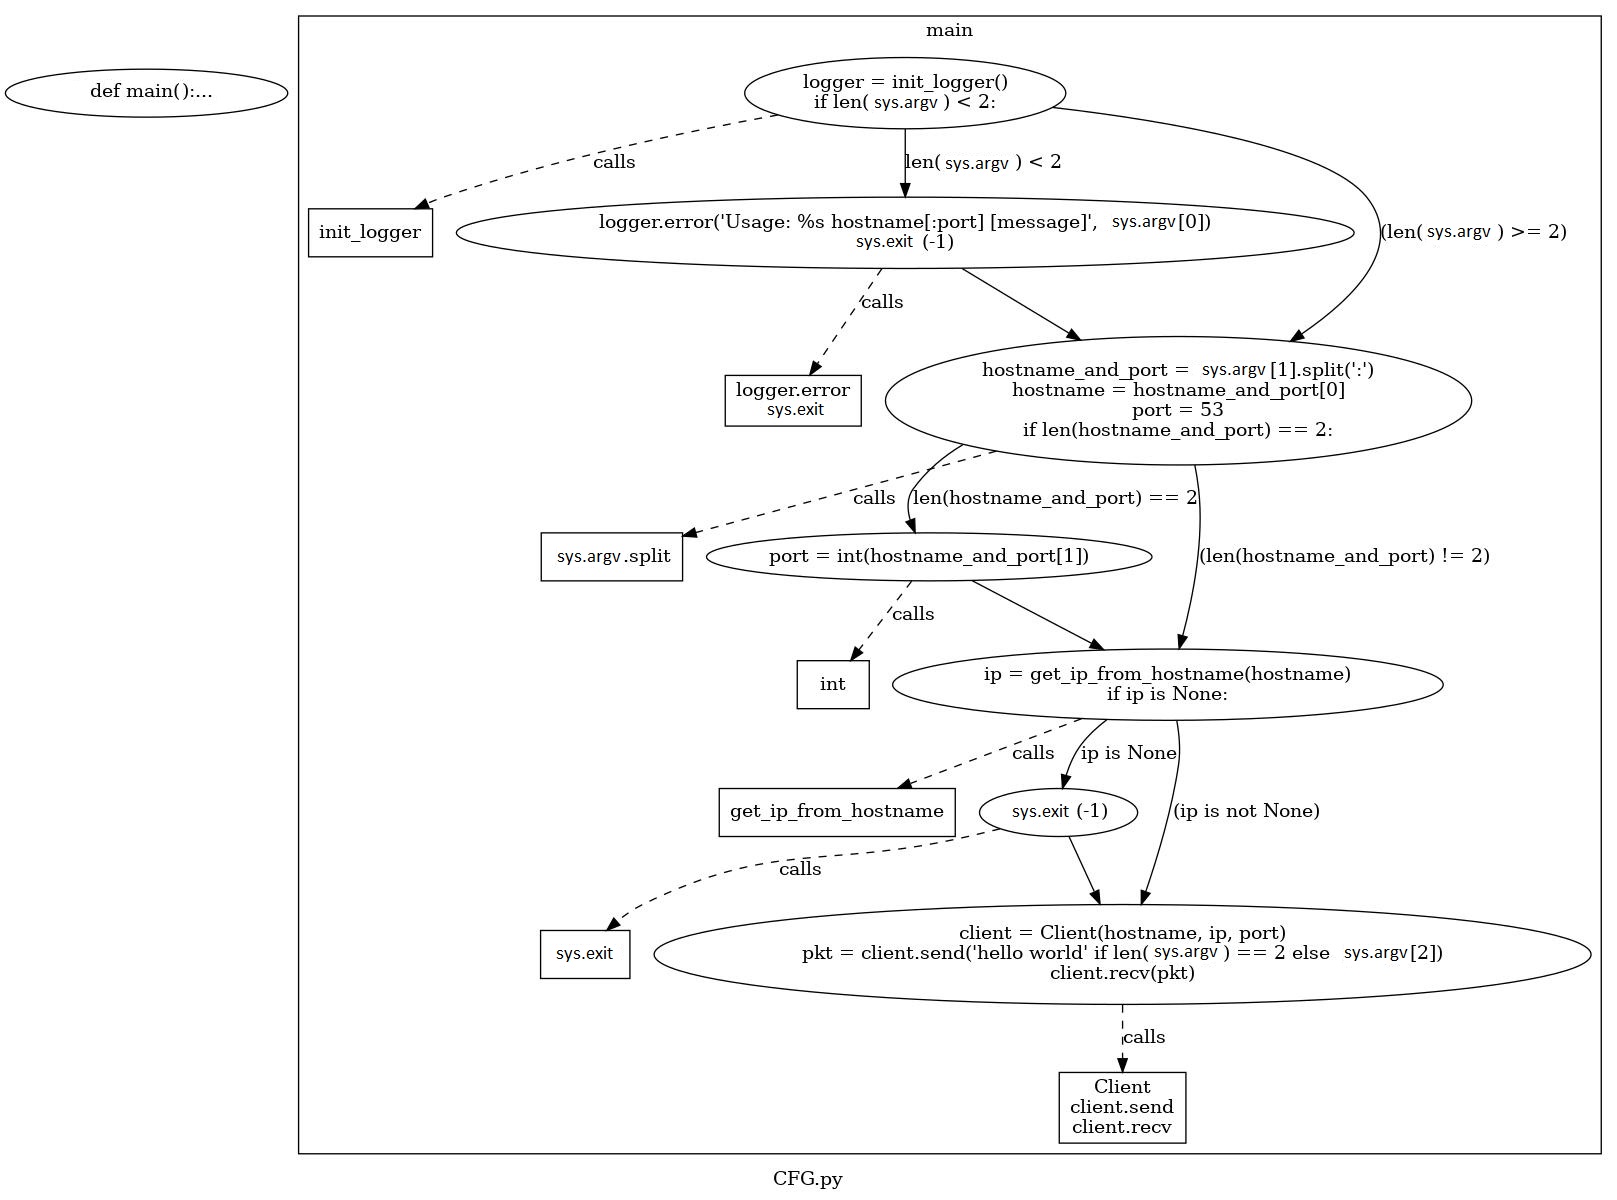 main
def main():...
logger = init_logger()
if len( sys.argv ) < 2:
calls
len( sys.argv ) < 2
init_logger
logger.error('Usage: %s hostname[:port] [message]', sys.argv[0])
sys.exit (-1)
(len( sys.argv ) >= 2)
calls
logger.error
sys.exit
hostname_and_port = sys.argv[1].split(':')
hostname = hostname_and_port[0]
port = 53
if len(hostname_and_port) == 2:
calls
len(hostname_and_port) == 2
sys.argv.split
port = int(hostname_and_port[1])
(len(hostname_and_port) != 2)
calls
int
ip = get_ip_from_hostname(hostname)
if ip is None:
calls
ip is None
get_ip_from_hostname
sys.exit (-1)
(ip is not None)
calls
sys.exit
client = Client(hostname, ip, port)
pkt = client.send('hello world' if len( sys.argv ) == 2 else sys.argv[2])
client.recv(pkt)
calls
Client
client.send
client.recv
CFG.py